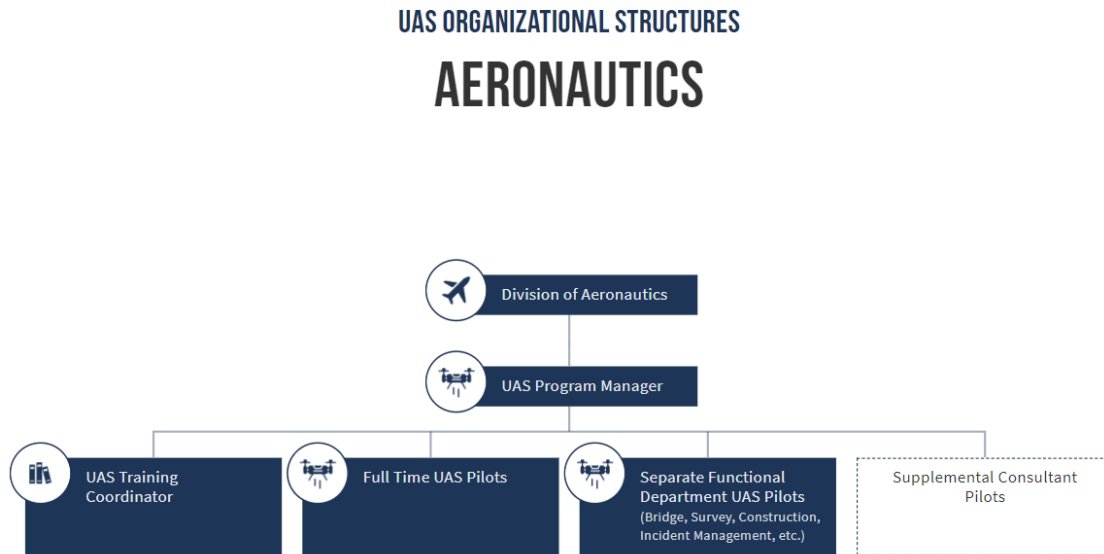 UAS ORGANIZATIONAL STRUCTURES
AERONAUTICS
Division of Aeronautics
UAS Program Manager
UAS Training
Coordinator
Full Time UAS Pilots
Separate Functional
Department UAS Pilots
(Bridge, Survey, Construction,
Incident Management, etc.)
Supplemental Consultant
Pilots